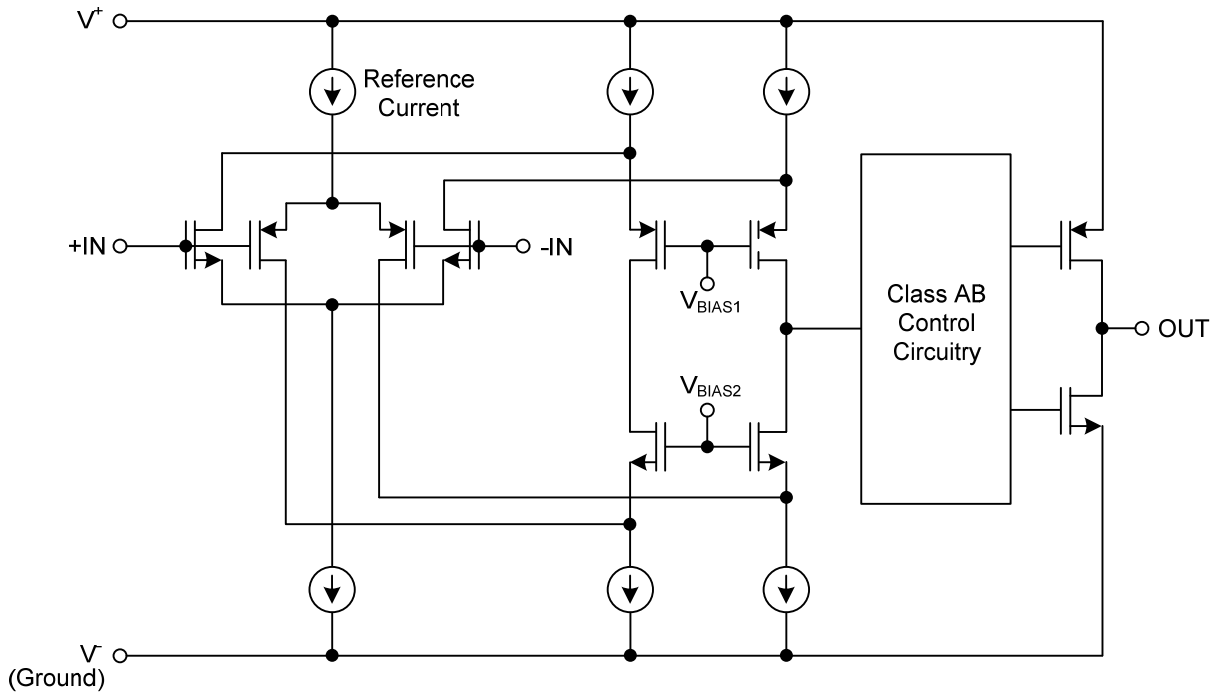 V+
Reference
Current
+IN
-IN
VBIAS1
Class AB
Control
Circuitry
OUT
VBIAS2
V-
(Ground)